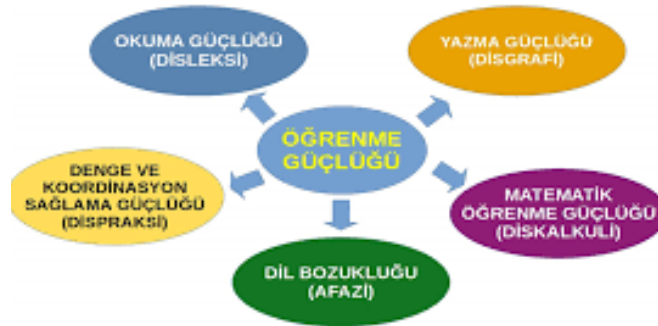 OKUMA GÜÇLÜĞÜ
(DİSLEKSİ)
YAZMA GÜÇLÜĞÜ
(DİSGRAFİ)
ÖĞRENME
GÜÇLÜĞÜ
DENGE VE
KOORDİNASYON
SAĞLAMA GÜÇLÜĞÜ
(DİSPRAKSİ)
MATEMATİK
ÖĞRENME GÜÇLÜĞÜ
(DİSKALKULİ)
DİL BOZUKLUĞU
(AFAZİ)